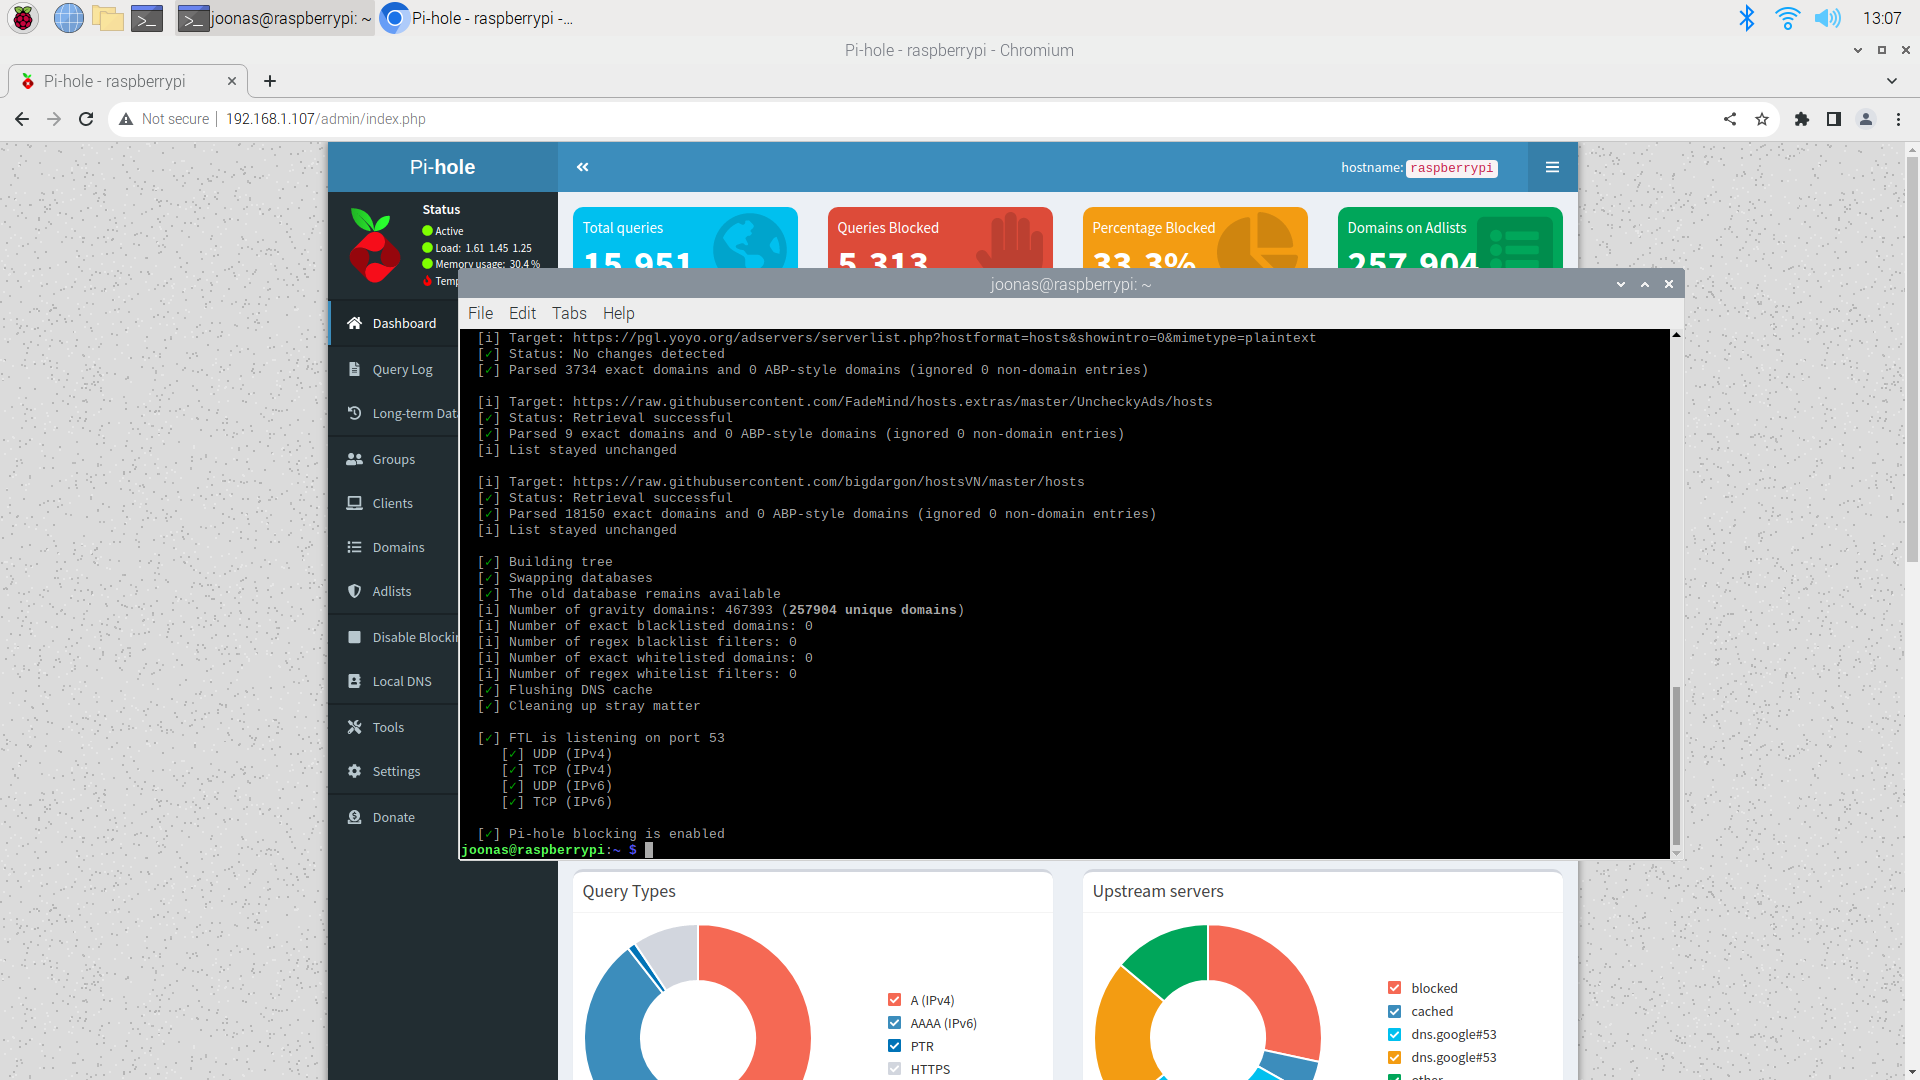 joonas@raspberrypi: ~
Pi-hole - raspberrypi -...
13:07
Pi-hole - raspberrypi - Chromium
Pi-hole - raspberrypi
Not secure
192.168.1.107/admin/index.php
Pi-hole
hostname: raspberrypi
Status
Active
Load: 1.61 1.45 1.25
Memory usage: 30.4 %
Temp
Dashboard
Query Log
Long-term Data
Groups
Clients
Domains
Adlists
Disable Blockin
Local DNS
Tools
Settings
Donate
Total queries
15,951
Queries Blocked
5,313
Percentage Blocked
33.3%
Domains on Adlists
257,904
joonas@raspberrypi: ~
File Edit Tabs Help
[i] Target: https://pgl.yoyo.org/adservers/serverlist.php?hostformat=hosts&showintro=0&mimetype=plaintext
[✓] Status: No changes detected
[✓] Parsed 3734 exact domains and 0 ABP-style domains (ignored 0 non-domain entries)
[i] Target: https://raw.githubusercontent.com/FadeMind/hosts.extras/master/UncheckyAds/hosts
[✓] Status: Retrieval successful
[✓] Parsed 9 exact domains and 0 ABP-style domains (ignored 0 non-domain entries)
[i] List stayed unchanged
[i] Target: https://raw.githubusercontent.com/bigdargon/hostsVN/master/hosts
[✓] Status: Retrieval successful
[✓] Parsed 18150 exact domains and 0 ABP-style domains (ignored 0 non-domain entries)
[i] List stayed unchanged
[✓] Building tree
[✓] Swapping databases
[✓] The old database remains available
[i] Number of gravity domains: 467393 (257904 unique domains)
[i] Number of exact blacklisted domains: 0
[i] Number of regex blacklist filters: 0
[i] Number of exact whitelisted domains: 0
[i] Number of regex whitelist filters: 0
[✓] Flushing DNS cache
[✓] Cleaning up stray matter
[✓] FTL is listening on port 53
[✓] UDP (IPv4)
[✓] TCP (IPv4)
[✓] UDP (IPv6)
[✓] TCP (IPv6)
[✓] Pi-hole blocking is enabled
joonas@raspberrypi:~ $
Query Types
A (IPv4)
AAAA (IPv6)
PTR
HTTPS
Upstream servers
blocked
cached
dns.google#53
dns.google#53
other